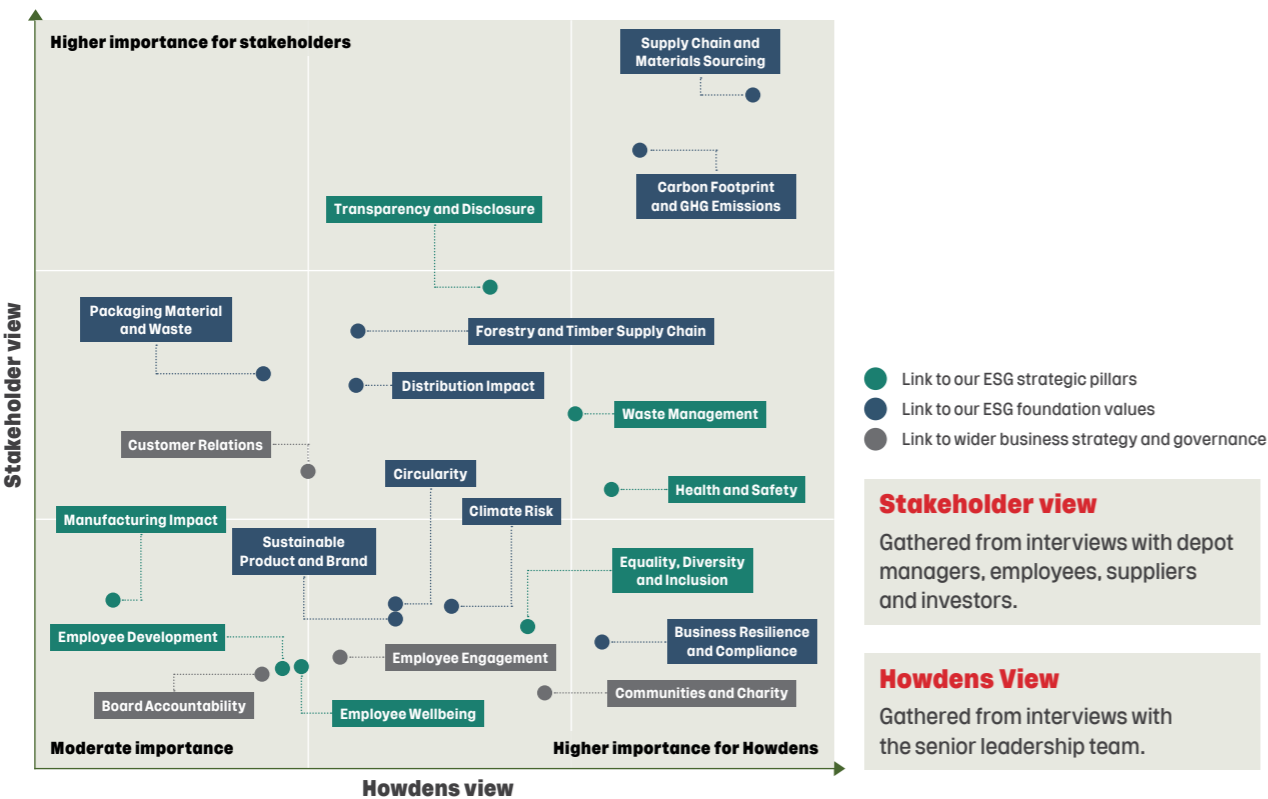 Higher importance for stakeholders
Supply Chain and
Materials Sourcing
Carbon Footprint
and GHG Emissions
Transparency and Disclosure
Packaging Material
and Waste
Forestry and Timber Supply Chain
Distribution Impact
Waste Management
Customer Relations
Circularity
Health and Safety
Climate Risk
Manufacturing Impact
Sustainable
Product and Brand
Equality, Diversity
and Inclusion
Employee Development
Business Resilience
and Compliance
Employee Engagement
Communities and Charity
Board Accountability
Employee Wellbeing
Moderate importance
Higher importance for Howdens
Stakeholder view
Howdens view
Link to our ESG strategic pillars
Link to our ESG foundation values
Link to wider business strategy and governance
Stakeholder view
Gathered from interviews with depot
managers, employees, suppliers
and investors.
Howdens View
Gathered from interviews with
the senior leadership team.